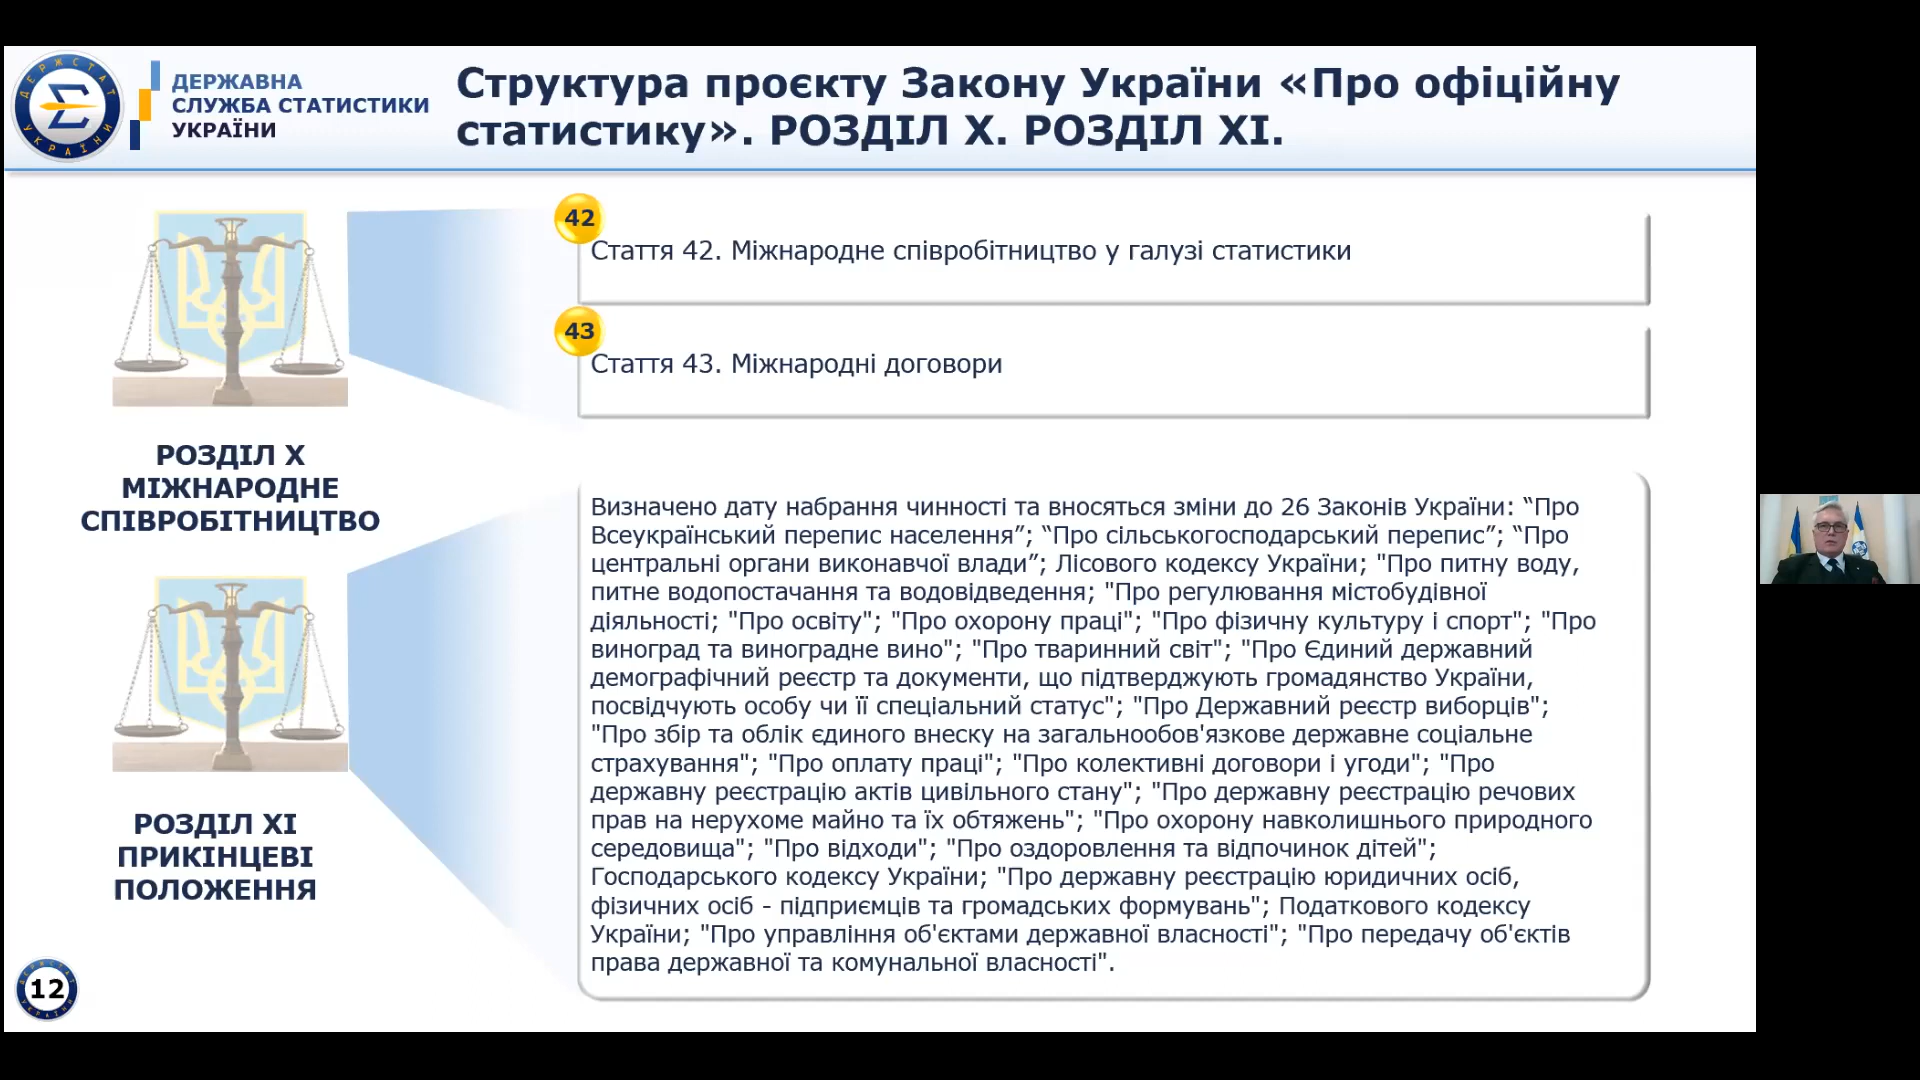 ДЕРЖСТАТ УКРАЇНИ
ДЕРЖАВНА
СЛУЖБА СТАТИСТИКИ
УКРАЇНИ
Структура проєкту Закону України «Про офіційну
статистику». РОЗДІЛ X. РОЗДІЛ XI.
42
Стаття 42. Міжнародне співробітництво у галузі статистики
43
Стаття 43. Міжнародні договори
РОЗДІЛ X
МІЖНАРОДНЕ
СПІВРОБІТНИЦТВО
Визначено дату набрання чинності та вносяться зміни до 26 Законів України: “Про
Всеукраїнський перепис населення”; “Про сільськогосподарський перепис”; “Про
центральні органи виконавчої влади”; Лісового кодексу України; "Про питну воду,
питне водопостачання та водовідведення; "Про регулювання містобудівної
діяльності; "Про освіту"; "Про охорону праці"; "Про фізичну культуру і спорт"; "Про
виноград та виноградне вино"; "Про тваринний світ"; "Про Єдиний державний
демографічний реєстр та документи, що підтверджують громадянство України,
посвідчують особу чи її спеціальний статус"; "Про Державний реєстр виборців";
"Про збір та облік єдиного внеску на загальнообов'язкове державне соціальне
страхування"; "Про оплату праці"; "Про колективні договори і угоди"; "Про
державну реєстрацію актів цивільного стану"; "Про державну реєстрацію речових
прав на нерухоме майно та їх обтяжень"; "Про охорону навколишнього природного
середовища"; "Про відходи"; "Про оздоровлення та відпочинок дітей";
Господарського кодексу України; "Про державну реєстрацію юридичних осіб,
фізичних осіб - підприємців та громадських формувань"; Податкового кодексу
України; "Про управління об'єктами державної власності"; "Про передачу об'єктів
права державної та комунальної власності".
РОЗДІЛ XI
ПРИКІНЦЕВІ
ПОЛОЖЕННЯ
ДЕРЖСТАТ УКРАЇНИ
12